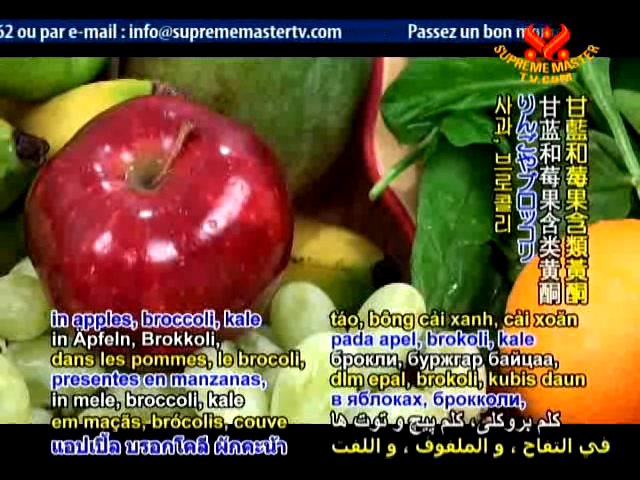 62 ou par e-mail : info@suprememastertv.com
Passez un bon
SUPREME MASTER
TV.COM
甘藍和莓果含類黃酮
甘蓝和莓果含类黄酮
りんごやブロッコリ
사과, 브로콜리
in apples, broccoli, kale
in Äpfeln, Brokkoli,
dans les pommes, le brocoli,
presentes en manzanas,
in mele, broccoli, kale
em maçãs, brócolis, couve
แอปเปิ้ล บรอกโคลี ผักคะน้า
táo, bông cải xanh, cải xoăn
pada apel, brokoli, kale
брокли, буржгар байцаа,
dlm epal, brokoli, kubis daun
в яблоках, брокколи,
کلم بروکلی، کلم پیچ و توت ها
في التفاح ، و الملفوف ، و اللفت